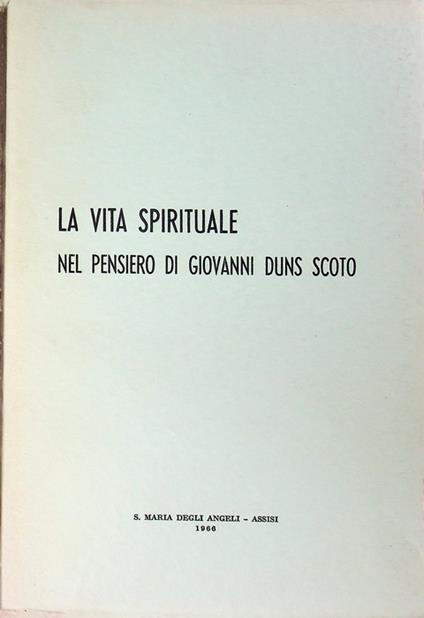 LA VITA SPIRITUALE
NEL PENSIERO DI GIOVANNI DUNS SCOTO
S. MARIA DEGLI ANGELI – ASSISI
1966